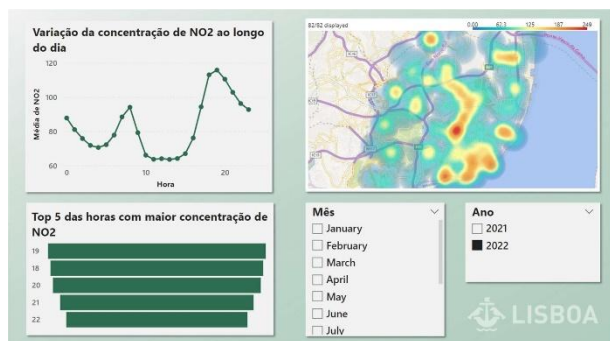 Variação da concentração de NO2 ao longo
do dia
120
100
80
60
Média de NO2
0
10
20
Hora
82/82 displayed
0.00 62.3 125 187 249
Top 5 das horas com maior concentração de
NO2
19
18
20
21
22
Mês
January
February
March
April
May
June
July
Ano
2021
2022
LISBOA